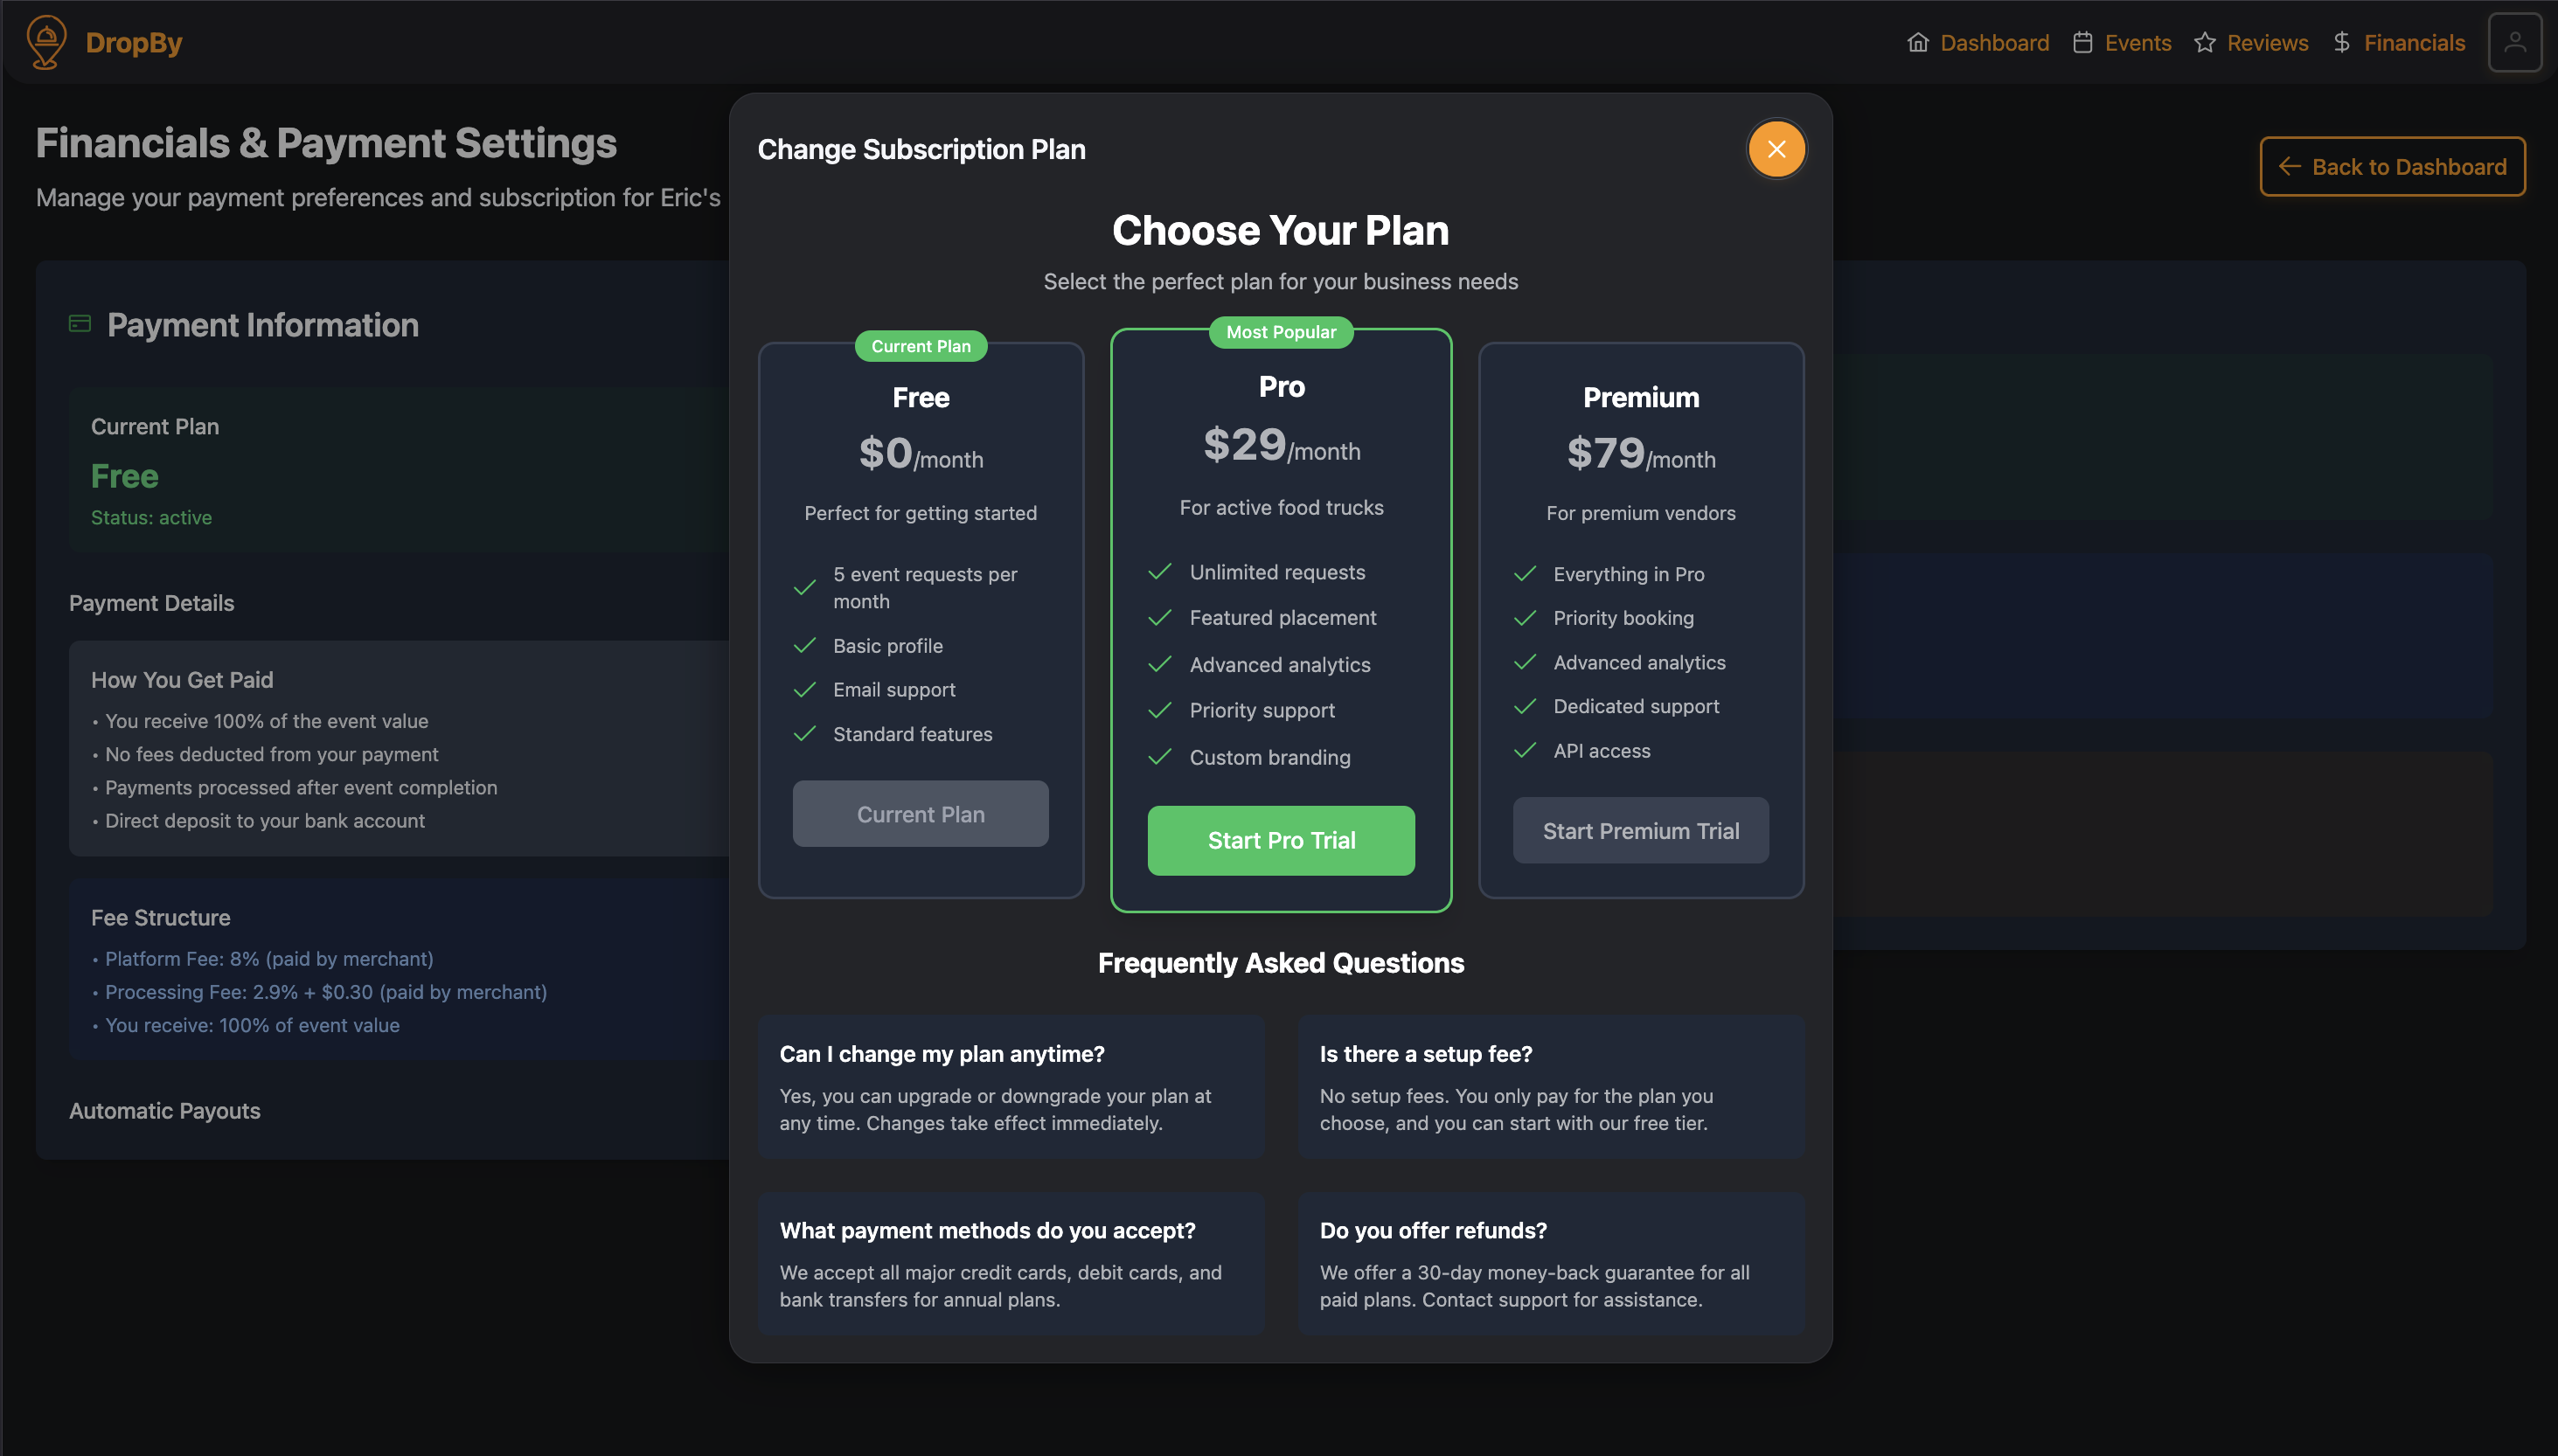 DropBy
Dashboard
Events
Reviews
Financials
Financials & Payment Settings
Manage your payment preferences and subscription for Eric's
Back to Dashboard
Payment Information
Current Plan
Free
Status: active
Payment Details
How You Get Paid
• You receive 100% of the event value
• No fees deducted from your payment
• Payments processed after event completion
• Direct deposit to your bank account
Fee Structure
• Platform Fee: 8% (paid by merchant)
• Processing Fee: 2.9% + $0.30 (paid by merchant)
• You receive: 100% of event value
Automatic Payouts
Change Subscription Plan
Choose Your Plan
Select the perfect plan for your business needs
Current Plan
Free
$0/month
Perfect for getting started
5 event requests per
month
Basic profile
Email support
Standard features
Current Plan
Most Popular
Pro
$29/month
For active food trucks
Unlimited requests
Featured placement
Advanced analytics
Priority support
Custom branding
Start Pro Trial
Premium
$79/month
For premium vendors
Everything in Pro
Priority booking
Advanced analytics
Dedicated support
API access
Start Premium Trial
Frequently Asked Questions
Can I change my plan anytime?
Yes, you can upgrade or downgrade your plan at
any time. Changes take effect immediately.
Is there a setup fee?
No setup fees. You only pay for the plan you
choose, and you can start with our free tier.
What payment methods do you accept?
We accept all major credit cards, debit cards, and
bank transfers for annual plans.
Do you offer refunds?
We offer a 30-day money-back guarantee for all
paid plans. Contact support for assistance.